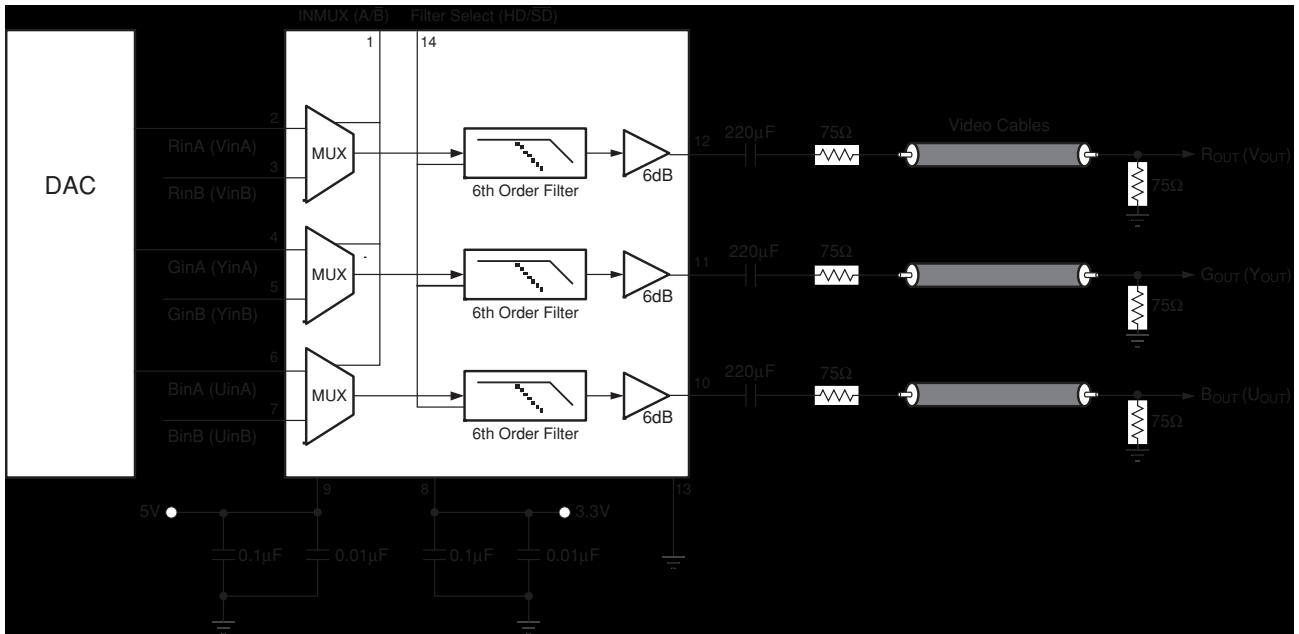 INMUX (A/B̅) Filter Select (HD/S̅D̅)
1 14
DAC
2
RinA (VinA)
3
RinB (VinB)
MUX
6th Order Filter
6dB
12
220µF
75Ω
Video Cables
ROUT (VOUT)
75Ω
4
GinA (YinA)
5
GinB (YinB)
MUX
6th Order Filter
6dB
11
220µF
75Ω
GOUT (YOUT)
75Ω
6
BinA (UinA)
7
BinB (UinB)
MUX
6th Order Filter
6dB
10
220µF
75Ω
BOUT (UOUT)
75Ω
9 8 13
5V 3.3V
0.1µF 0.01µF 0.1µF 0.01µF